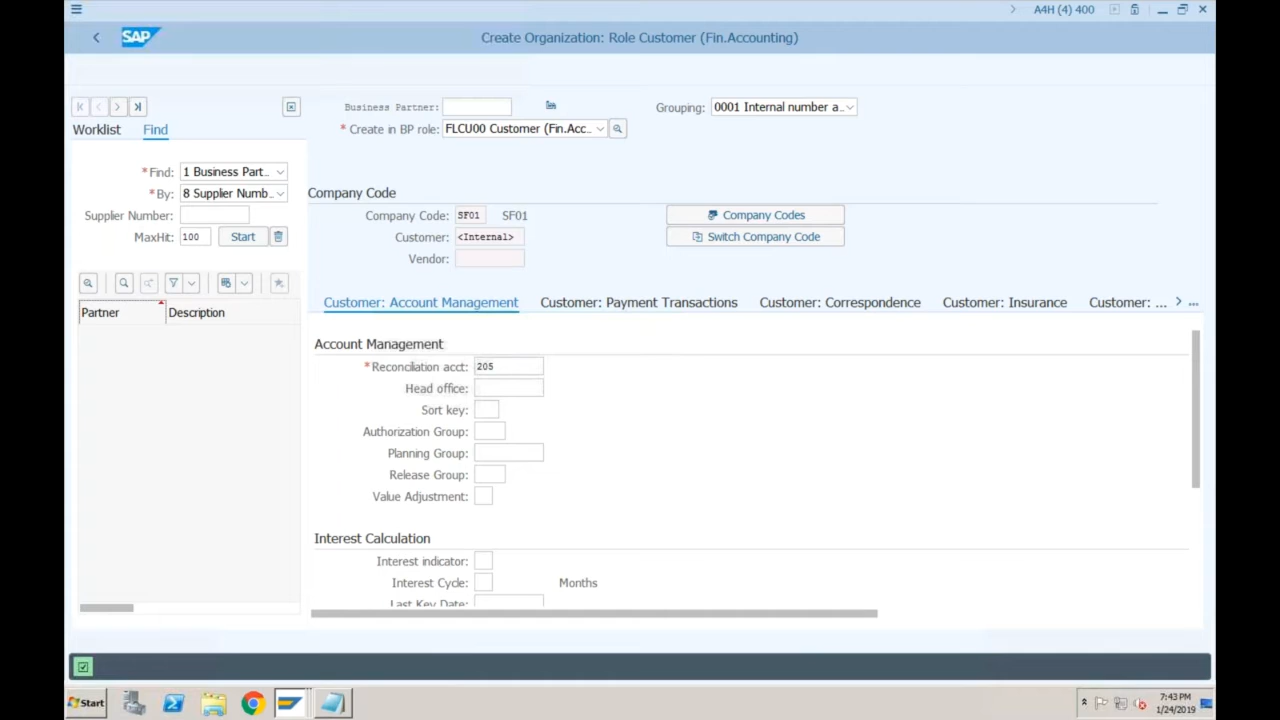 A4H (4) 400
SAP
Create Organization: Role Customer (Fin.Accounting)
Business Partner:
Grouping: 0001 Internal number a..
Worklist Find
* Create in BP role: FLCU00 Customer (Fin.Acc..
*Find: 1 Business Part..
*By: 8 Supplier Numb..
Supplier Number:
MaxHit: 100 Start
Partner Description
Company Code
Company Code: SF01 SF01 Company Codes
Customer: <Internal> Switch Company Code
Vendor:
Customer: Account Management Customer: Payment Transactions Customer: Correspondence Customer: Insurance Customer: ...
Account Management
*Reconciliation acct: 205
Head office:
Sort key:
Authorization Group:
Planning Group:
Release Group:
Value Adjustment:
Interest Calculation
Interest indicator:
Interest Cycle: Months
Last Key Date:
Start
7:43 PM
1/24/2019